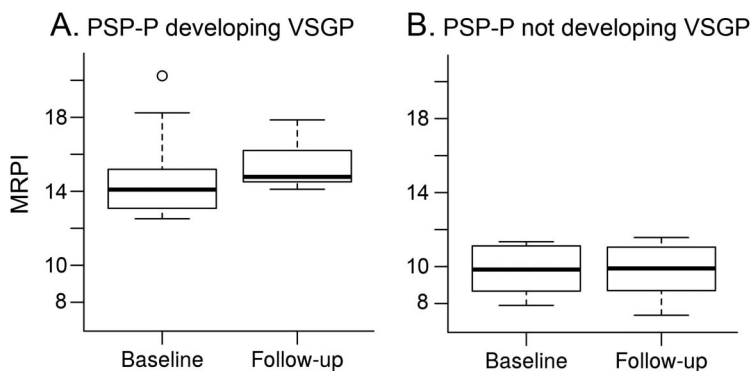 A. PSP-P developing VSGP
B. PSP-P not developing VSGP
MRPI
18
14
10
8
Baseline
Follow-up
18
14
10
8
Baseline
Follow-up